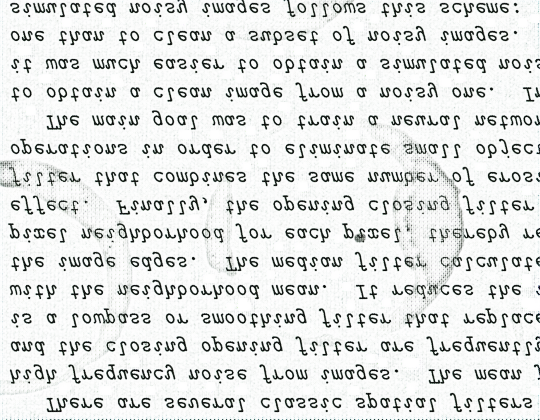 There are several classic spatial filters
high frequency noise from images. The mean f
and the closing opening filter are frequently
is a lowpass or smoothing filter that replace
with the neighborhood mean. It reduces the i
the image edges. The median filter calculate
pixel neighborhood for each pixel, thereby re
effect. Finally, the opening closing filter
filter that combines the same number of erosi
operations in order to eliminate small object
The main goal was to train a neural networ
to obtain a clean image from a noisy one. In
it was much easier to obtain a simulated nois
one than to clean a subset of noisy images.
simulated noisy images follows this scheme: